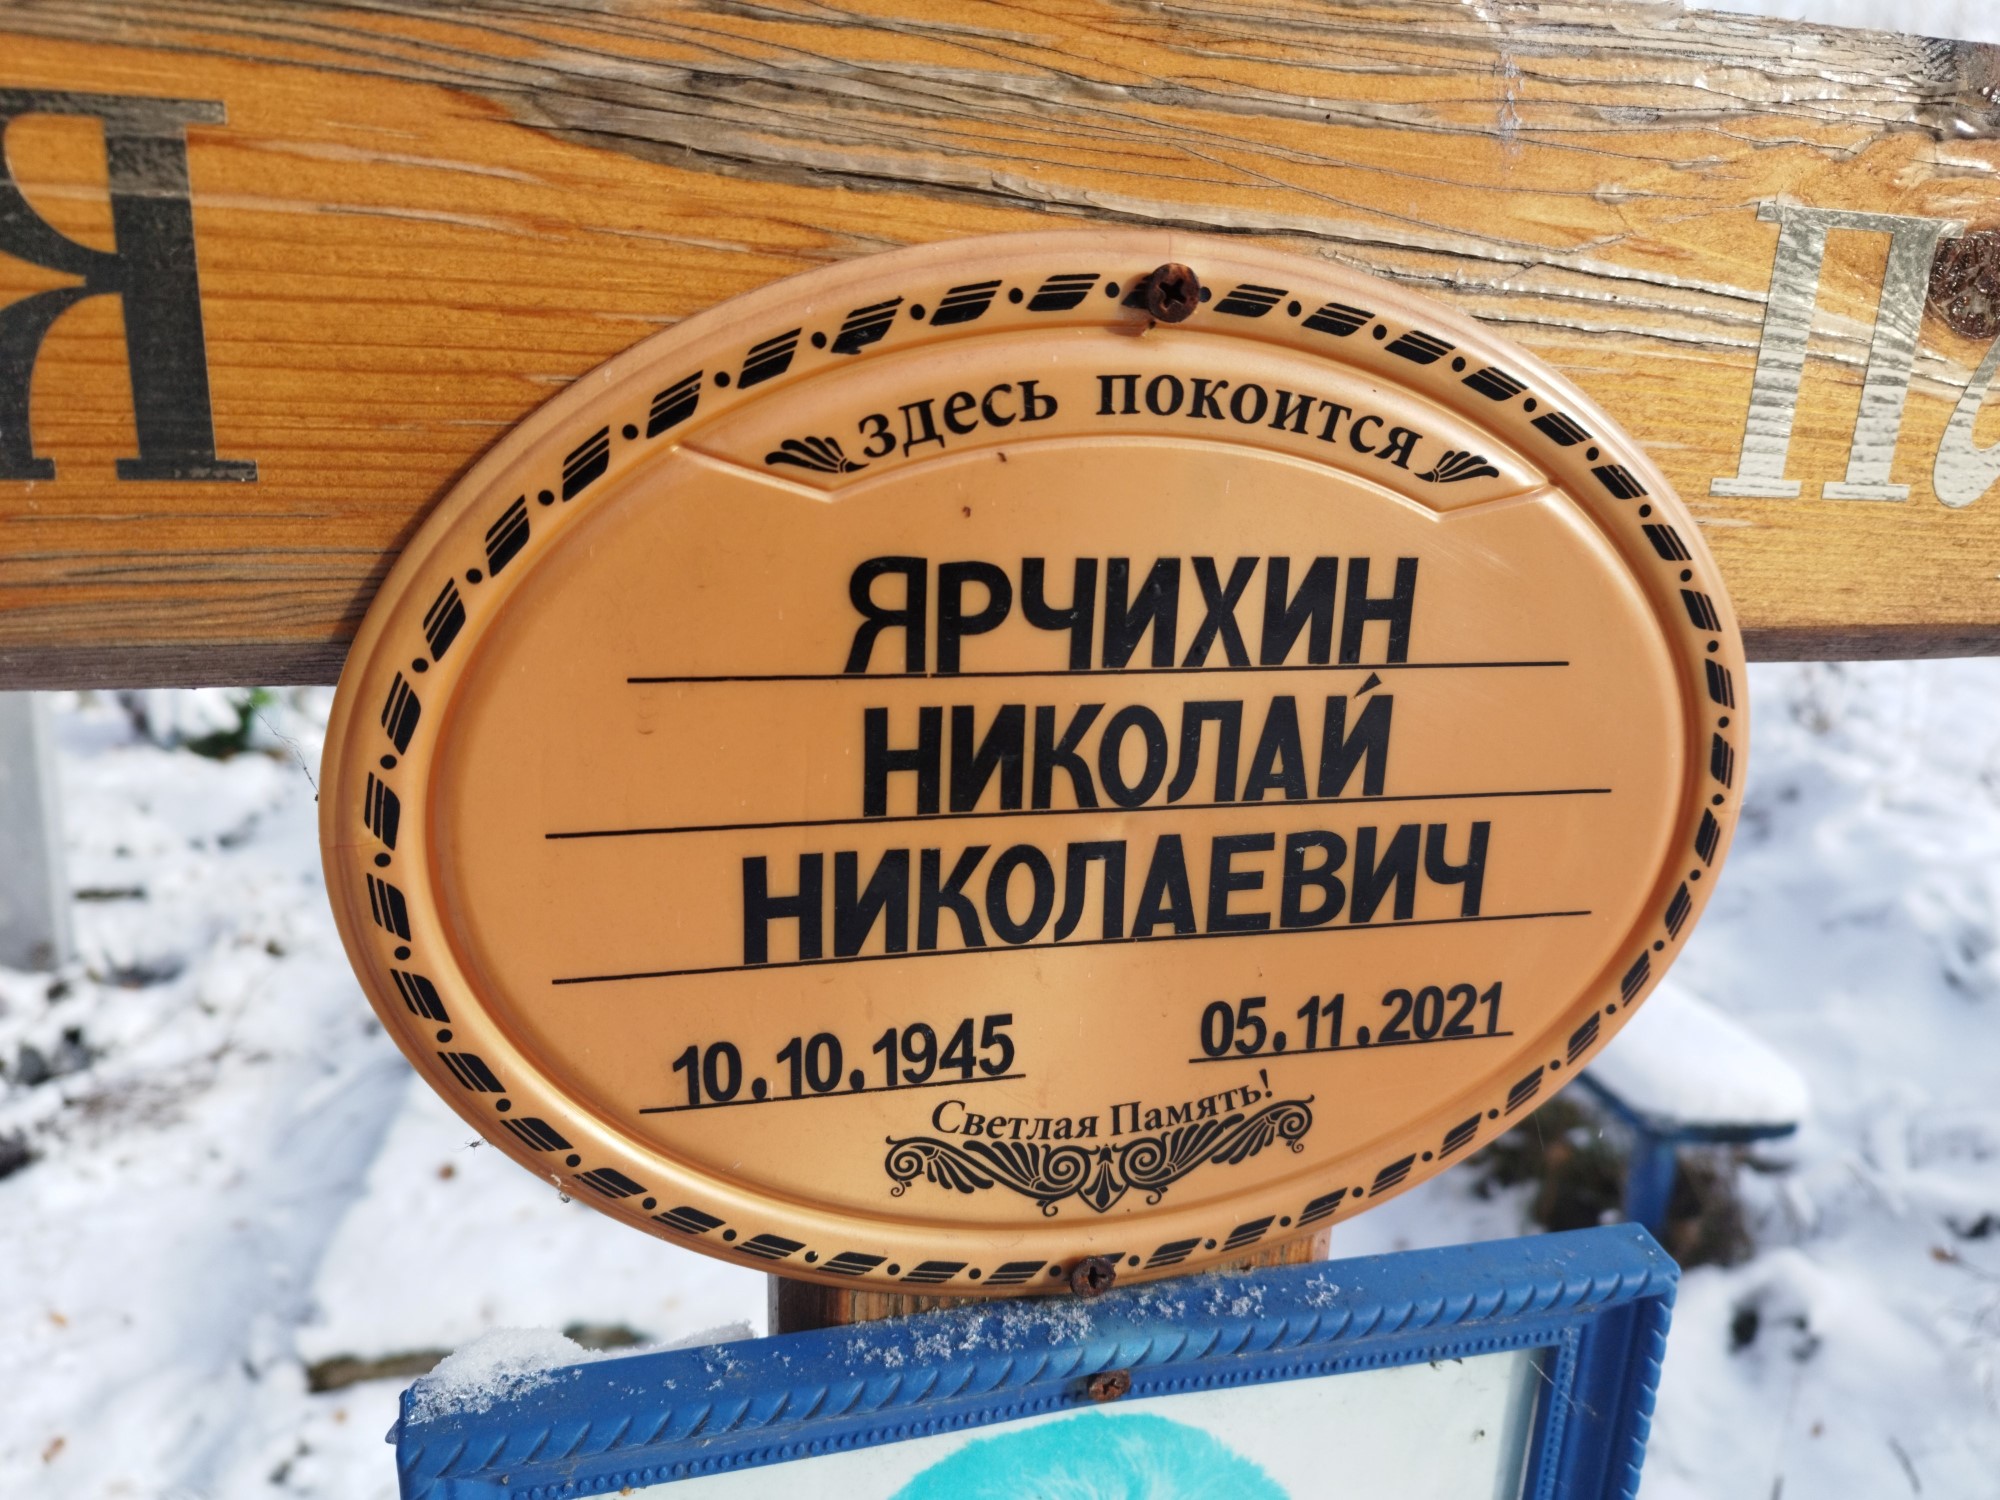 здесь покоится
ЯРЧИХИН
НИКОЛАЙ
НИКОЛАЕВИЧ
10.10.1945 05.11.2021
Светлая Память!